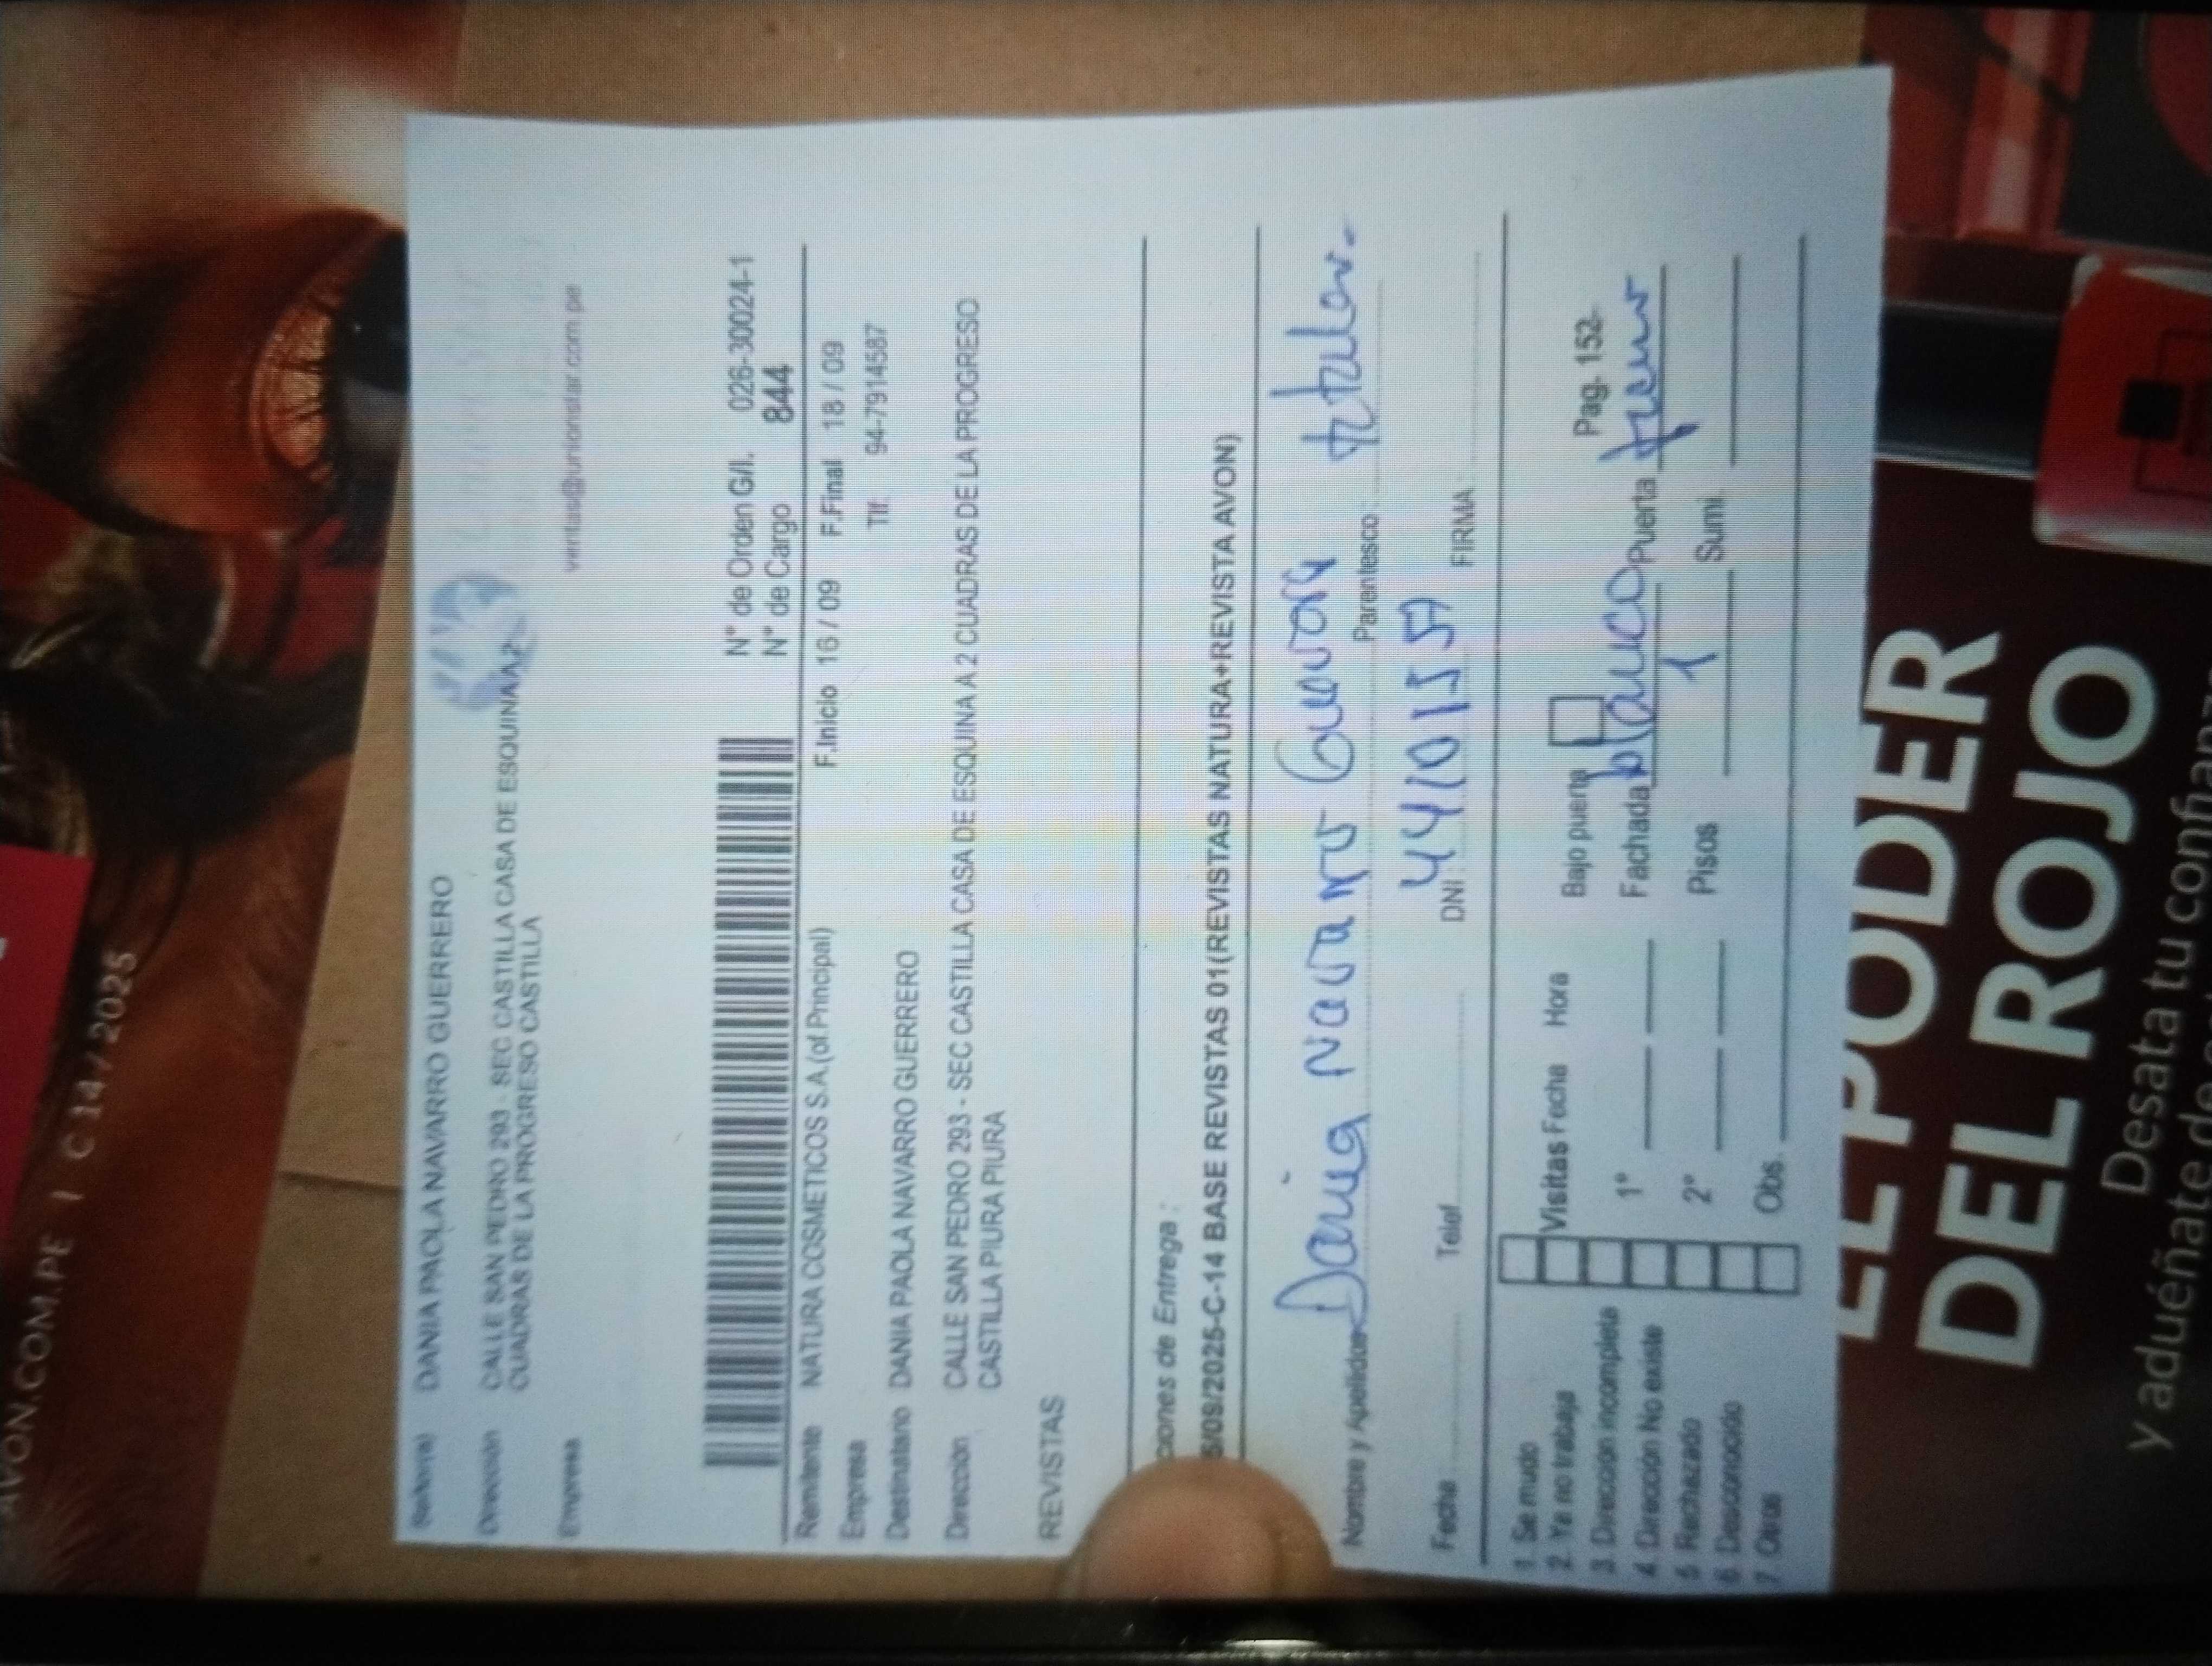 AVON.COM.PE | C-14 / 2025
Señor(a) DANIA PAOLA NAVARRO GUERRERO
Dirección CALLE SAN PEDRO 293 - SEC CASTILLA CASA DE ESQUINA A 2
CUADRAS DE LA PROGRESO CASTILLA
Empresa
ventas@unionstar.com.pe
N° de Orden G/I. 026-30024-1
N° de Cargo 844
Remitente NATURA COSMETICOS S.A.(of.Principal)
F.Inicio 16 / 09 F.Final 18 / 09
Empresa
Tlf. 94-7914587
Destinatario DANIA PAOLA NAVARRO GUERRERO
Dirección CALLE SAN PEDRO 293 - SEC CASTILLA CASA DE ESQUINA A 2 CUADRAS DE LA PROGRESO
CASTILLA PIURA PIURA
REVISTAS
ciones de Entrega :
5/09/2025-C-14 BASE REVISTAS 01(REVISTAS NATURA+REVISTA AVON)
Nombre y Apellidos Dania Navarro Parentesco: titular.
Fecha Telef DNI: FIRMA
1. Se mudo
2. Ya no trabaja
3. Dirección incompleta
4. Dirección No existe
5. Rechazado
6. Desconocido
7. Otros
Visitas Fecha Hora
1°
2°
Obs.
Bajo puerta Pag. 152
Fachada blanco Puerta
Pisos 1 Sumi.
EL PODER
DEL ROJO
Desata tu confianza
y aduéñate de